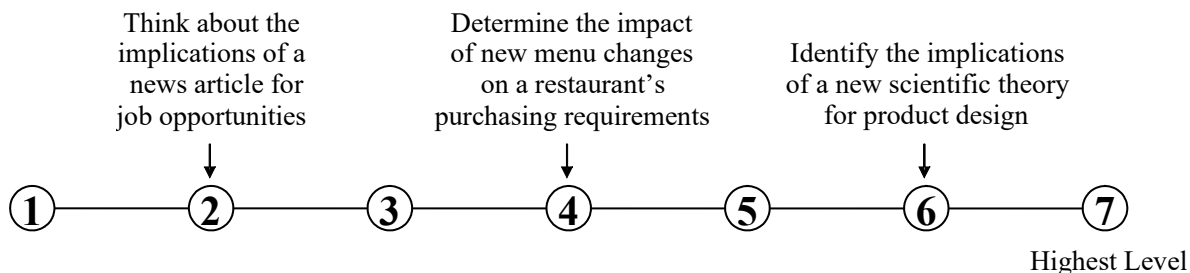 Think about the
implications of a
news article for
job opportunities
Determine the impact
of new menu changes
on a restaurant’s
purchasing requirements
Identify the implications
of a new scientific theory
for product design
1 2 3 4 5 6 7
Highest Level